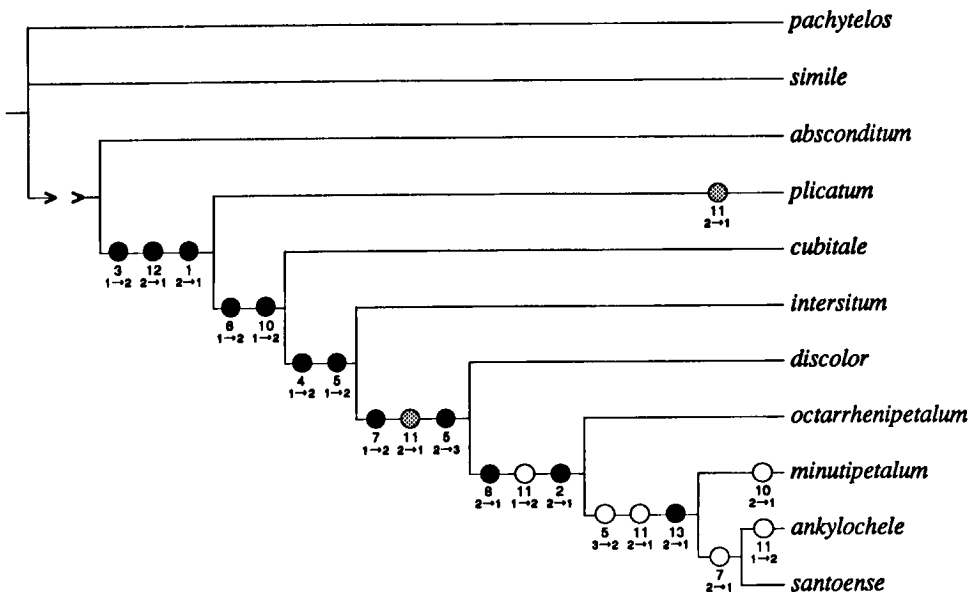 pachytelos
simile
absconditum
plicatum
11
2→1
cubitale
3 12 1
1→2 2→1 2→1
intersitum
6 10
1→2 1→2
discolor
4 5
1→2 1→2
octarrhenipetalum
7 11 5
1→2 2→1 2→3
minutipetalum
8 11 2
2→1 1→2 2→1
10
2→1
ankylochele
5 11 13
3→2 2→1 2→1
11
1→2
7
2→1
santoense